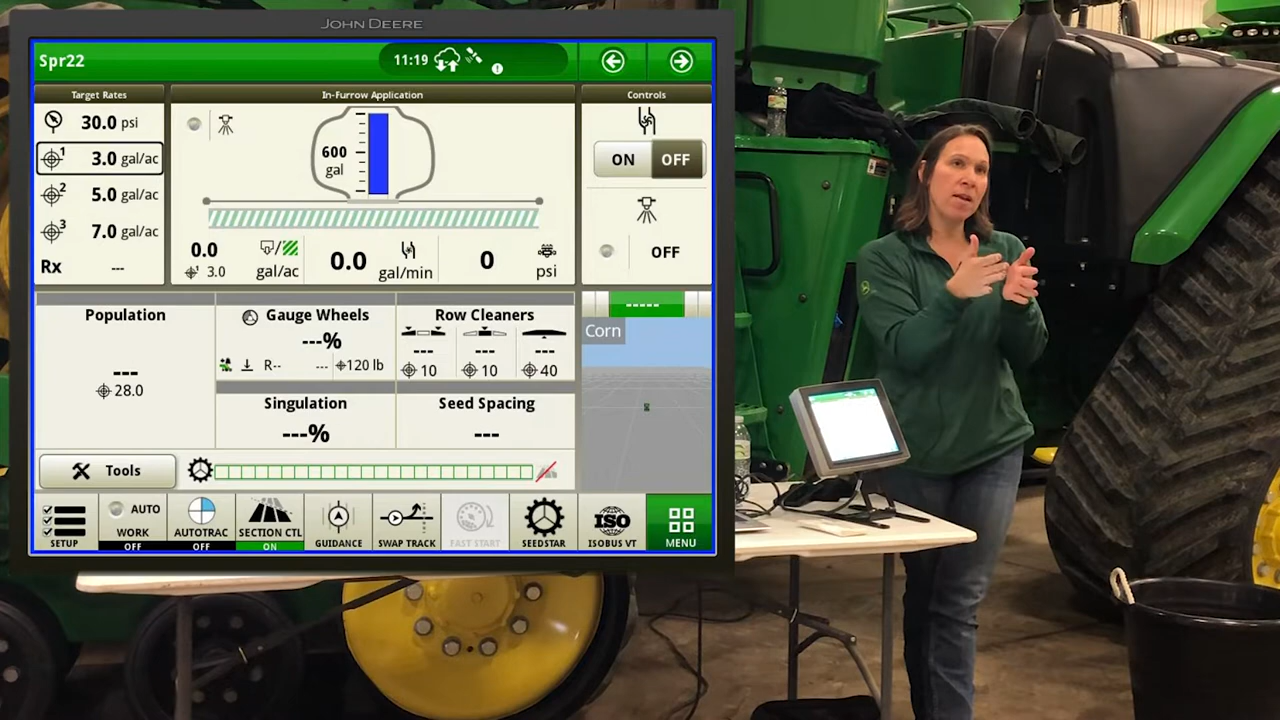 JOHN DEERE
Spr22
11:19
Target Rates
30.0 psi
1 3.0 gal/ac
2 5.0 gal/ac
3 7.0 gal/ac
Rx ---
In-Furrow Application
600
gal
0.0
1 3.0
gal/ac
0.0
gal/min
0
psi
Controls
ON OFF
OFF
Population
---
28.0
Gauge Wheels
---%
R-- --- 120 lb
Row Cleaners
--- --- ---
10 10 40
Singulation
---%
Seed Spacing
---
-----
Corn
Tools
SETUP
AUTO
WORK
OFF
AUTOTRAC
OFF
SECTION CTL
ON
GUIDANCE
SWAP TRACK
FAST START
SEEDSTAR
ISO
ISOBUS VT
MENU